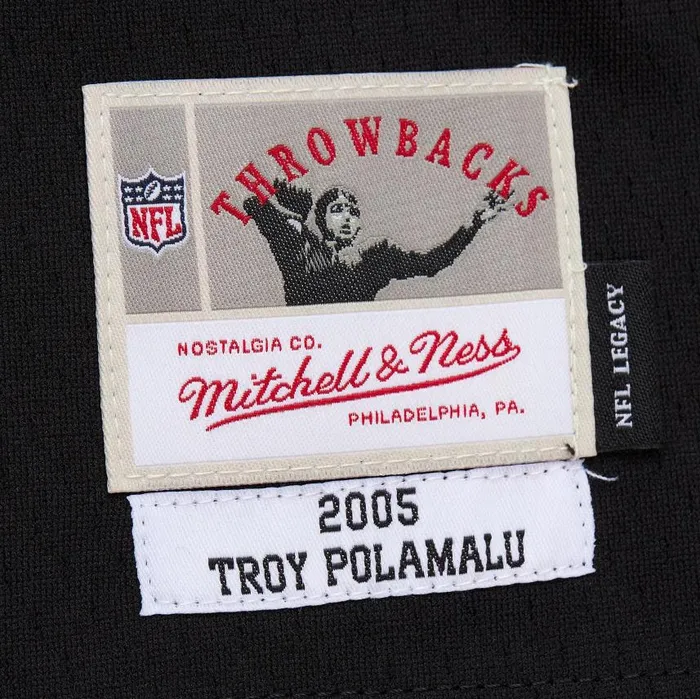 THROWBACKS
NFL
NOSTALGIA CO.
Mitchell & Ness
PHILADELPHIA, PA.
NFL LEGACY
2005
TROY POLAMALU